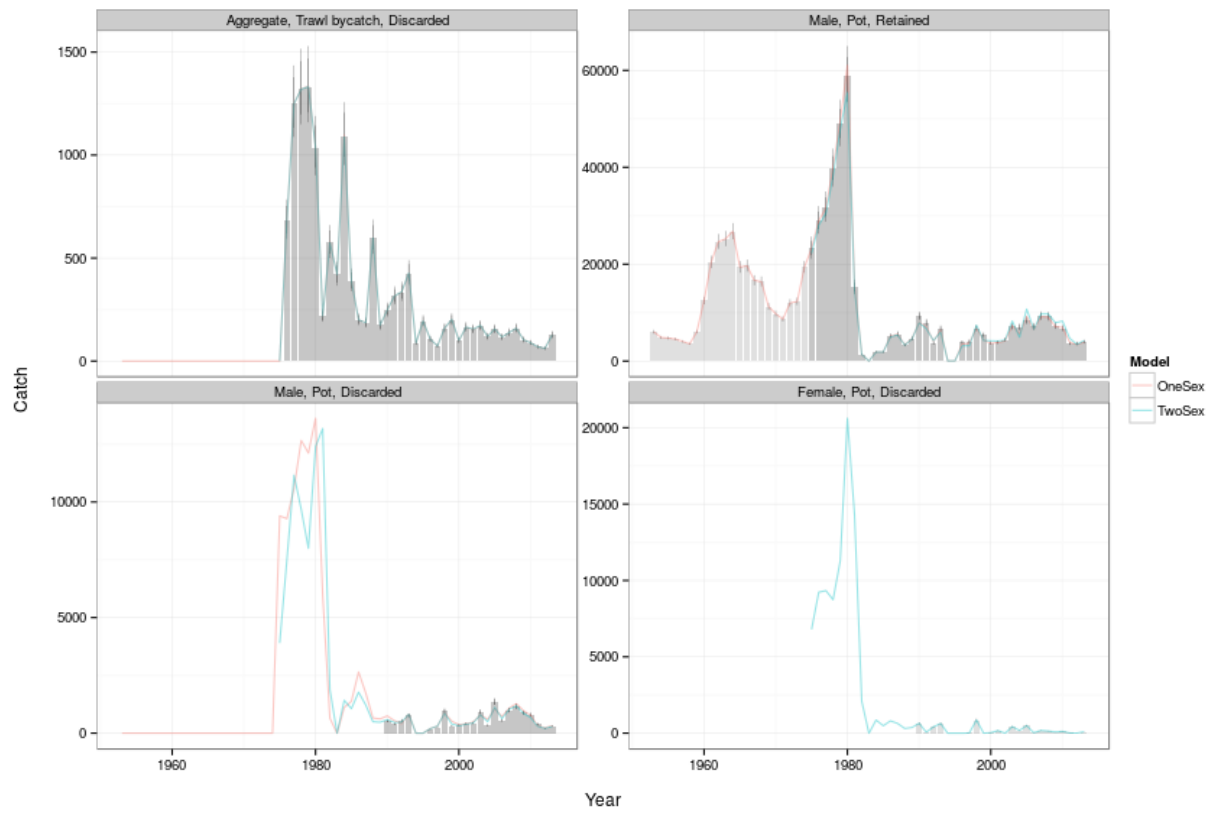 Aggregate, Trawl bycatch, Discarded
Male, Pot, Retained
1500
1000
500
0
60000
40000
20000
0
Male, Pot, Discarded
Female, Pot, Discarded
10000
5000
0
20000
15000
10000
5000
0
1960
1980
2000
1960
1980
2000
Catch
Year
Model
OneSex
TwoSex